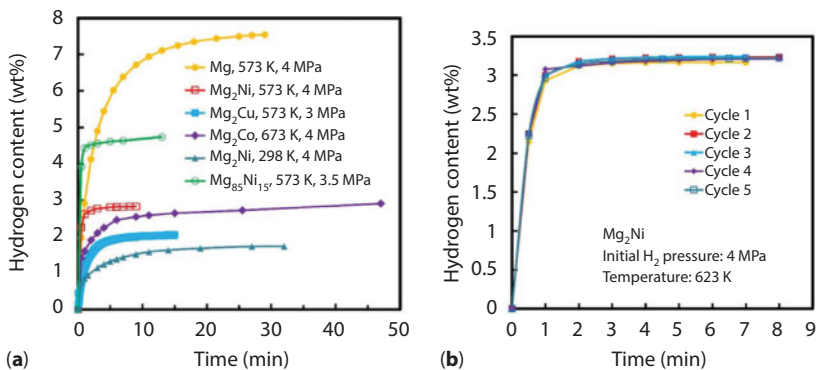 8
7
6
5
4
3
2
1
0
Hydrogen content (wt%)
Mg, 573 K, 4 MPa
Mg₂Ni, 573 K, 4 MPa
Mg₂Cu, 573 K, 3 MPa
Mg₂Co, 673 K, 4 MPa
Mg₂Ni, 298 K, 4 MPa
Mg₈₅Ni₁₅, 573 K, 3.5 MPa
0 10 20 30 40 50
(a) Time (min)
3.5
3
2.5
2
1.5
1
0.5
0
Hydrogen content (wt%)
Cycle 1
Cycle 2
Cycle 3
Cycle 4
Cycle 5
Mg₂Ni
Initial H₂ pressure: 4 MPa
Temperature: 623 K
0 1 2 3 4 5 6 7 8 9
(b) Time (min)